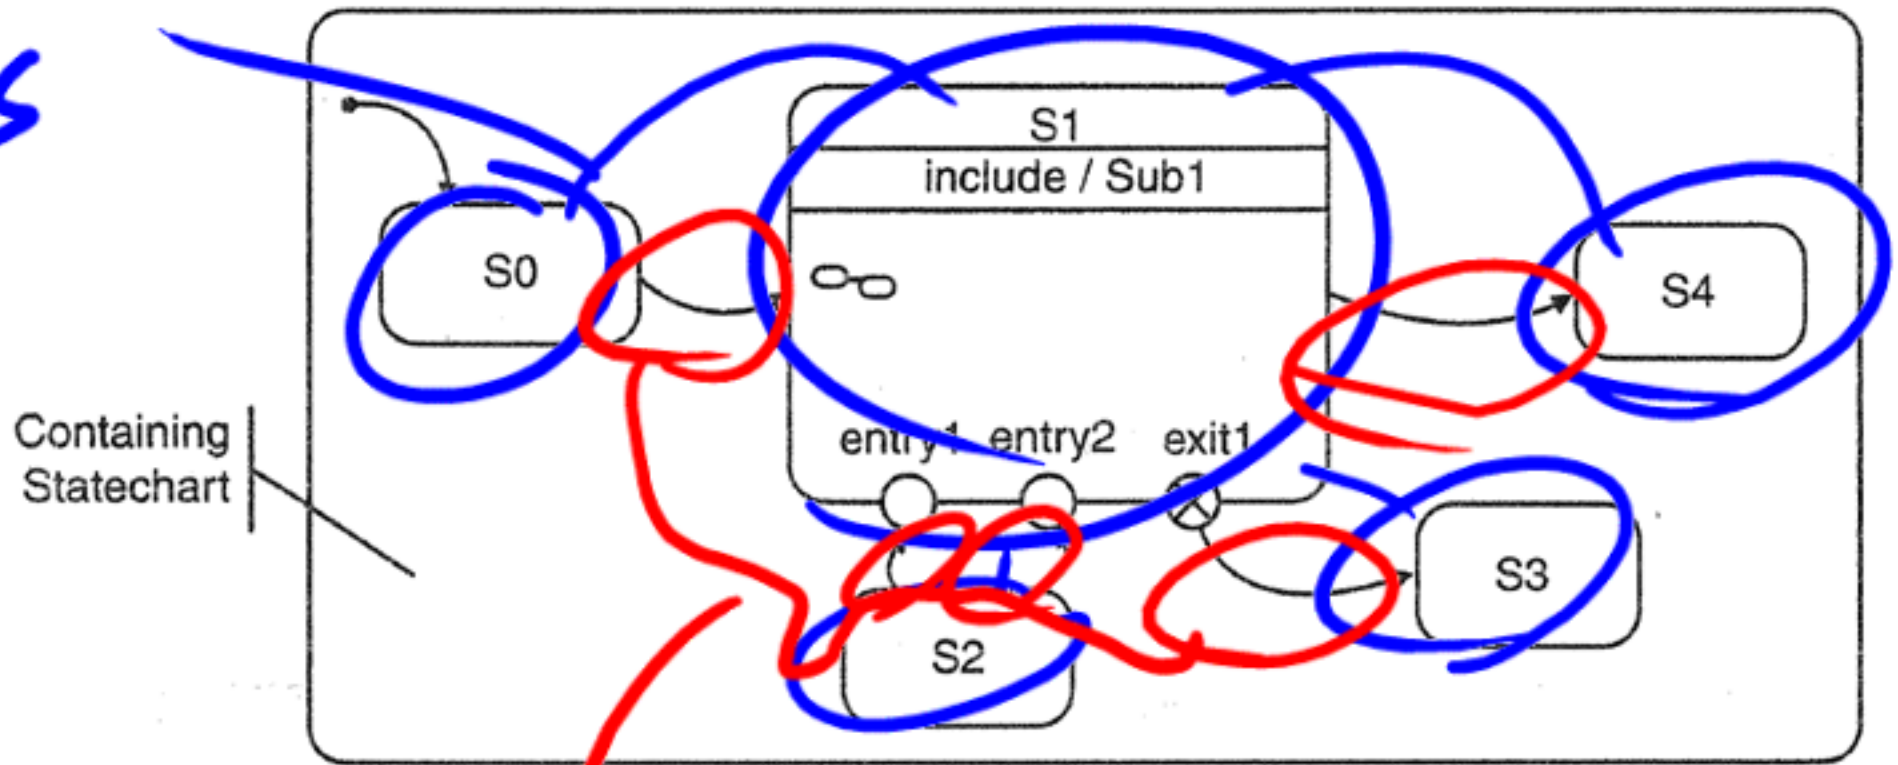 S1
include / Sub1
S0
S4
entry1 entry2 exit1
Containing
Statechart
S3
S2